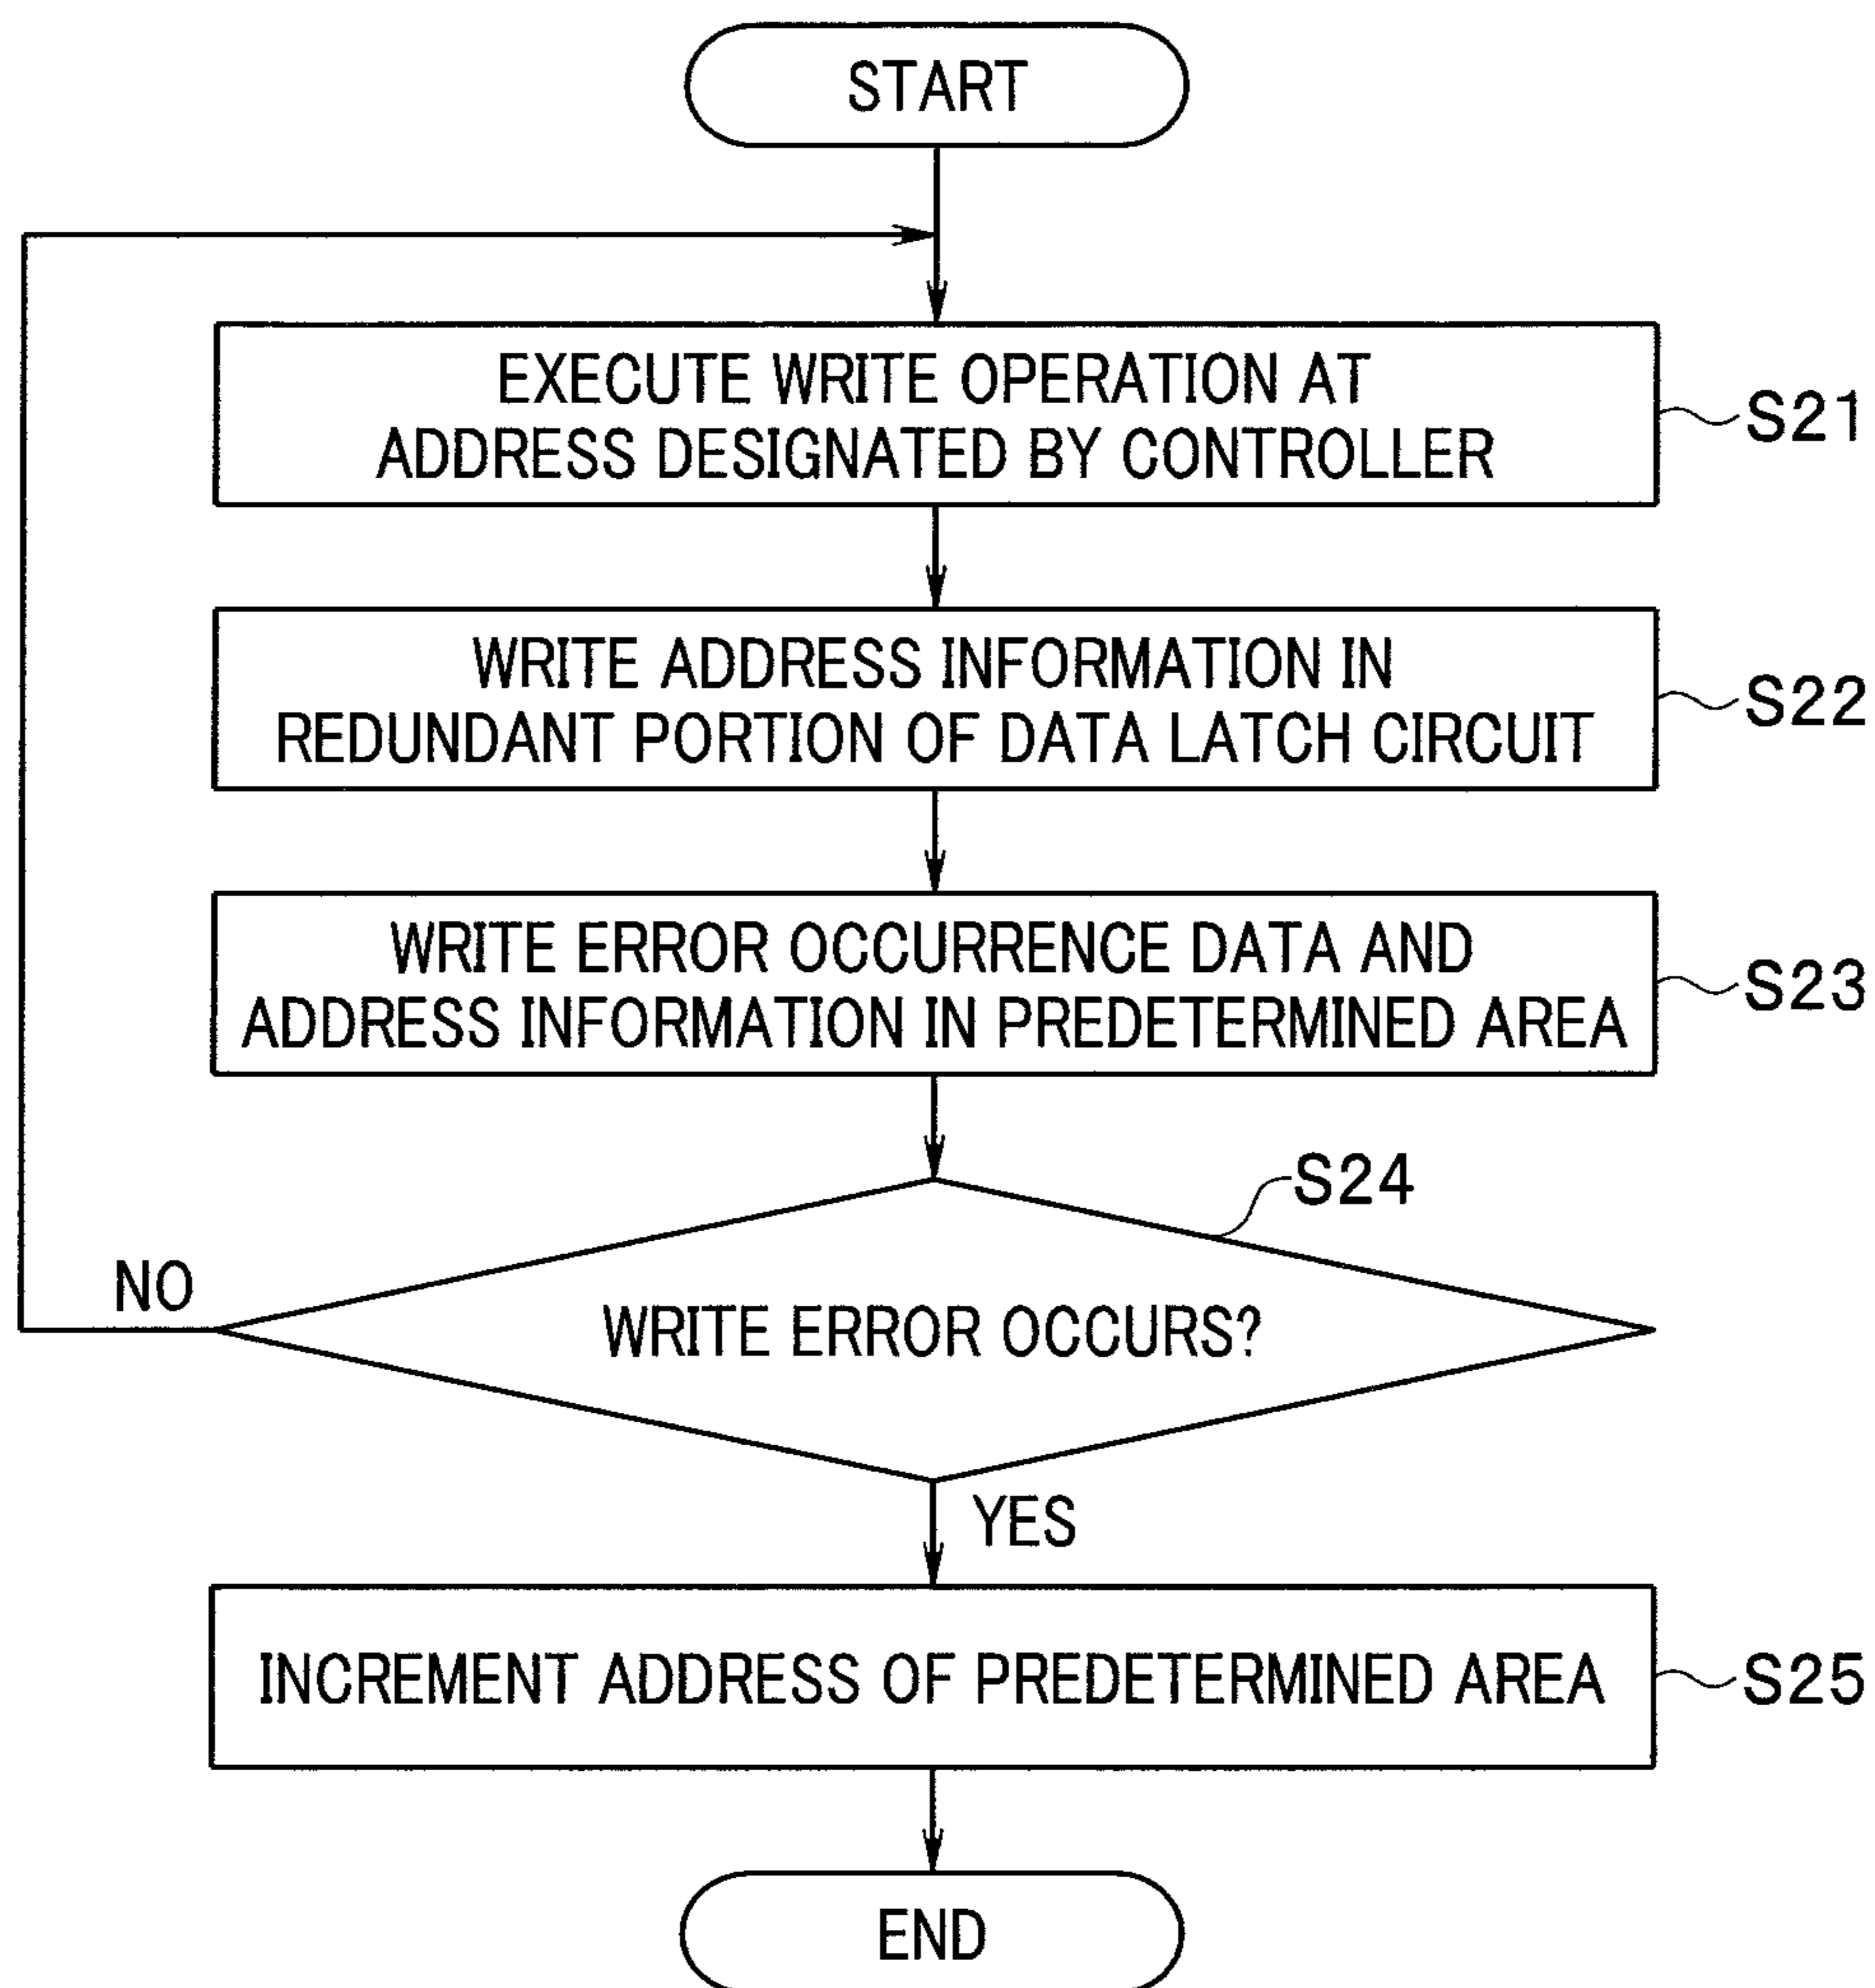 START
EXECUTE WRITE OPERATION AT
ADDRESS DESIGNATED BY CONTROLLER
S21
WRITE ADDRESS INFORMATION IN
REDUNDANT PORTION OF DATA LATCH CIRCUIT
S22
WRITE ERROR OCCURRENCE DATA AND
ADDRESS INFORMATION IN PREDETERMINED AREA
S23
S24
NO
WRITE ERROR OCCURS?
YES
INCREMENT ADDRESS OF PREDETERMINED AREA
S25
END